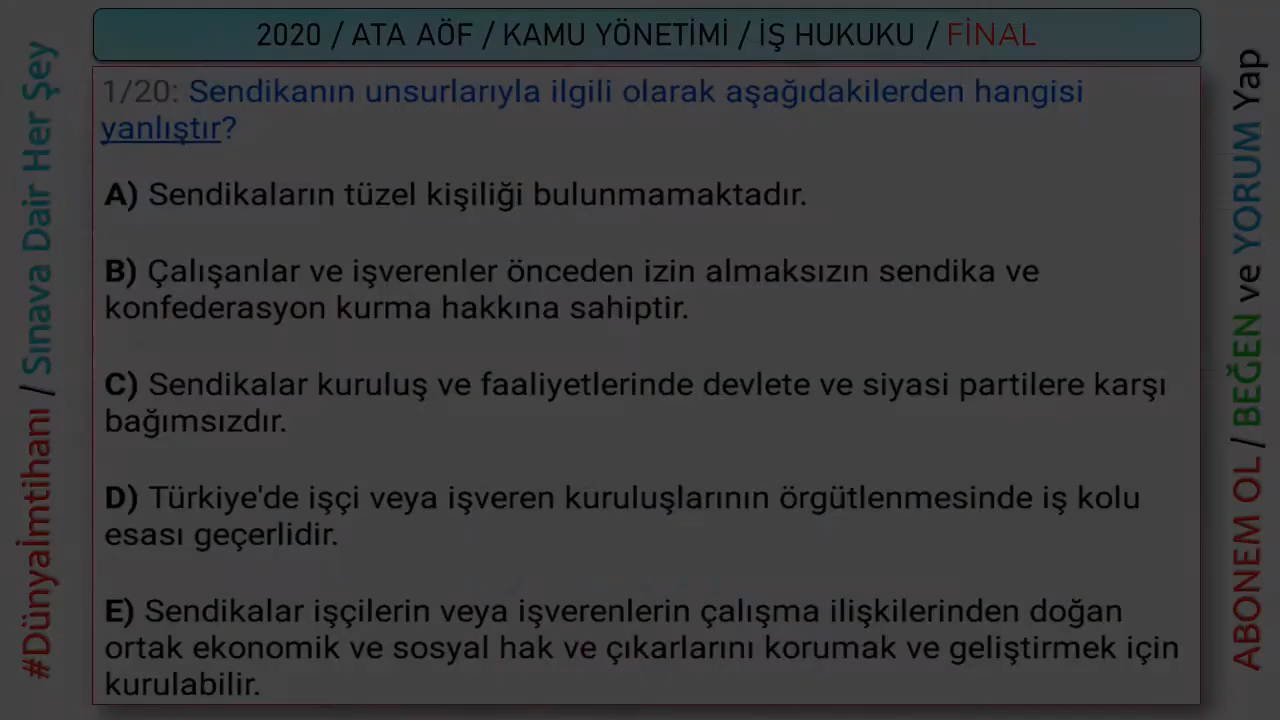 2020 / ATA AÖF / KAMU YÖNETİMİ / İŞ HUKUKU / FİNAL
1/20: Sendikanın unsurlarıyla ilgili olarak aşağıdakilerden hangisi
yanlıştır?
A) Sendikaların tüzel kişiliği bulunmamaktadır.
B) Çalışanlar ve işverenler önceden izin almaksızın sendika ve
konfederasyon kurma hakkına sahiptir.
C) Sendikalar kuruluş ve faaliyetlerinde devlete ve siyasi partilere karşı
bağımsızdır.
D) Türkiye'de işçi veya işveren kuruluşlarının örgütlenmesinde iş kolu
esası geçerlidir.
E) Sendikalar işçilerin veya işverenlerin çalışma ilişkilerinden doğan
ortak ekonomik ve sosyal hak ve çıkarlarını korumak ve geliştirmek için
kurulabilir.
#Dünyaİmtihanı / Sınava Dair Her Şey
ABONEM OL / BEĞEN ve YORUM Yap